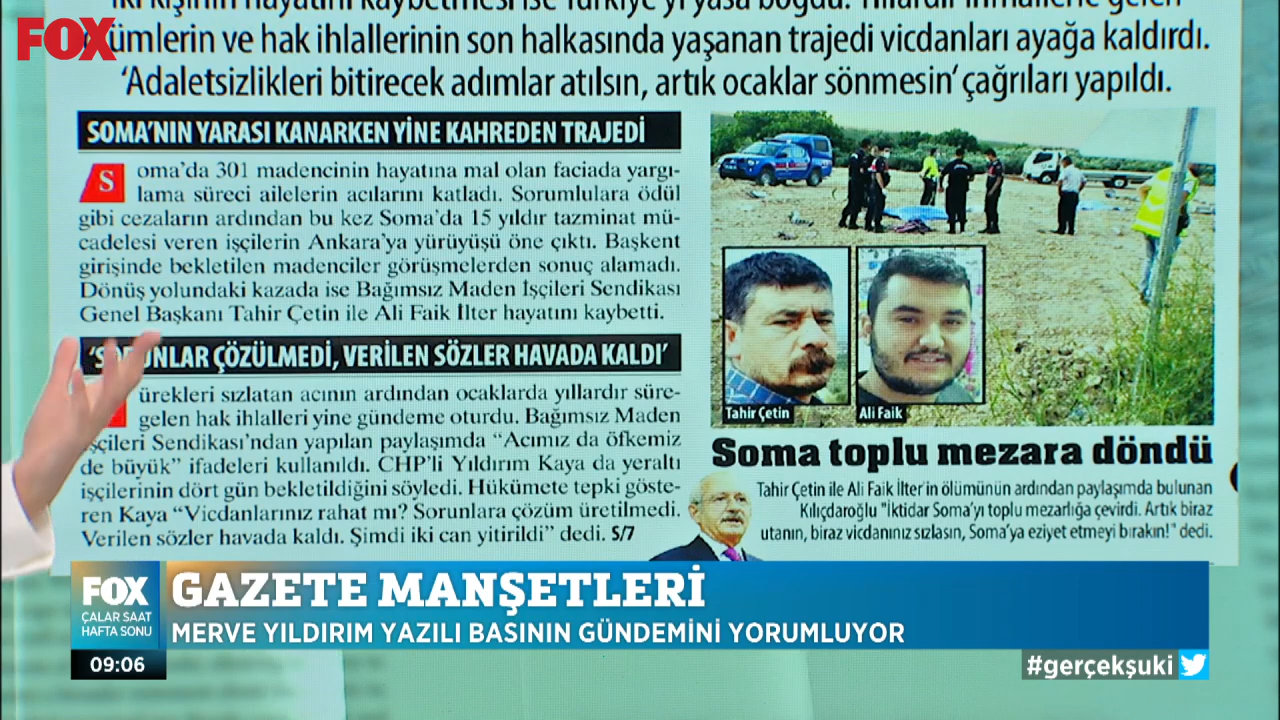 FOX
iki kişinin hayatını kaybetmesi ise Türkiye'yi yasa boğdu. Yıllardır ihmallerle gelen
ölümlerin ve hak ihlallerinin son halkasında yaşanan trajedi vicdanları ayağa kaldırdı.
'Adaletsizlikleri bitirecek adımlar atılsın, artık ocaklar sönmesin' çağrıları yapıldı.
SOMA'NIN YARASI KANARKEN YİNE KAHREDEN TRAJEDİ
Soma'da 301 madencinin hayatına mal olan faciada yargı-
lama süreci ailelerin acılarını katladı. Sorumlulara ödül
gibi cezaların ardından bu kez Soma'da 15 yıldır tazminat mü-
cadelesi veren işçilerin Ankara'ya yürüyüşü öne çıktı. Başkent
girişinde bekletilen madenciler görüşmelerden sonuç alamadı.
Dönüş yolundaki kazada ise Bağımsız Maden İşçileri Sendikası
Genel Başkanı Tahir Çetin ile Ali Faik İlter hayatını kaybetti.
'SORUNLAR ÇÖZÜLMEDİ, VERİLEN SÖZLER HAVADA KALDI'
ürekleri sızlatan acının ardından ocaklarda yıllardır süre-
gelen hak ihlalleri yine gündeme oturdu. Bağımsız Maden
İşçileri Sendikası'ndan yapılan paylaşımda "Acımız da öfkemiz
de büyük" ifadeleri kullanıldı. CHP'li Yıldırım Kaya da yeraltı
işçilerinin dört gün bekletildiğini söyledi. Hükümete tepki göste-
ren Kaya "Vicdanlarınız rahat mı? Sorunlara çözüm üretilmedi.
Verilen sözler havada kaldı. Şimdi iki can yitirildi" dedi. S/7
Tahir Çetin
Ali Faik
Soma toplu mezara döndü
Tahir Çetin ile Ali Faik İlter'in ölümünün ardından paylaşımda bulunan
Kılıçdaroğlu "İktidar Soma'yı toplu mezarlığa çevirdi. Artık biraz
utanın, biraz vicdanınız sızlasın, Soma'ya eziyet etmeyi bırakın!" dedi.
FOX
ÇALAR SAAT
HAFTA SONU
09:06
GAZETE MANŞETLERİ
MERVE YILDIRIM YAZILI BASININ GÜNDEMİNİ YORUMLUYOR
#gerçekşuki